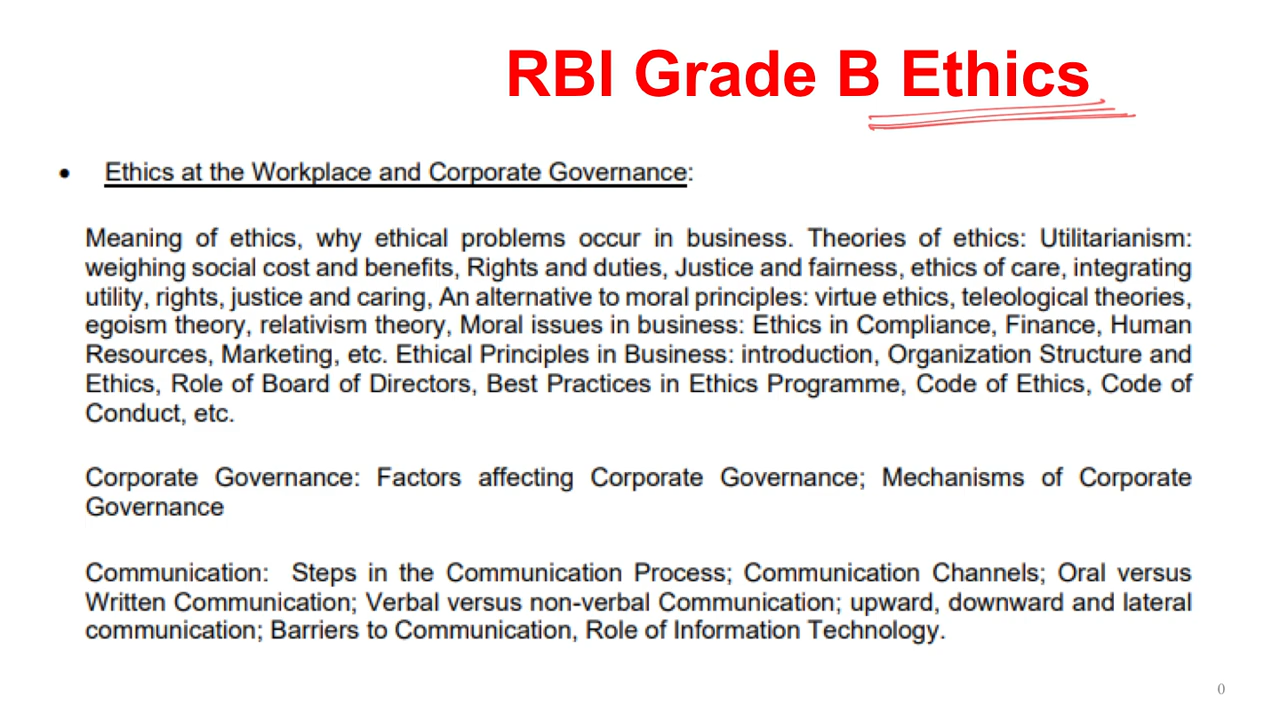 RBI Grade B Ethics
• Ethics at the Workplace and Corporate Governance:
Meaning of ethics, why ethical problems occur in business. Theories of ethics: Utilitarianism:
weighing social cost and benefits, Rights and duties, Justice and fairness, ethics of care, integrating
utility, rights, justice and caring, An alternative to moral principles: virtue ethics, teleological theories,
egoism theory, relativism theory, Moral issues in business: Ethics in Compliance, Finance, Human
Resources, Marketing, etc. Ethical Principles in Business: introduction, Organization Structure and
Ethics, Role of Board of Directors, Best Practices in Ethics Programme, Code of Ethics, Code of
Conduct, etc.
Corporate Governance: Factors affecting Corporate Governance; Mechanisms of Corporate
Governance
Communication: Steps in the Communication Process; Communication Channels; Oral versus
Written Communication; Verbal versus non-verbal Communication; upward, downward and lateral
communication; Barriers to Communication, Role of Information Technology.
0